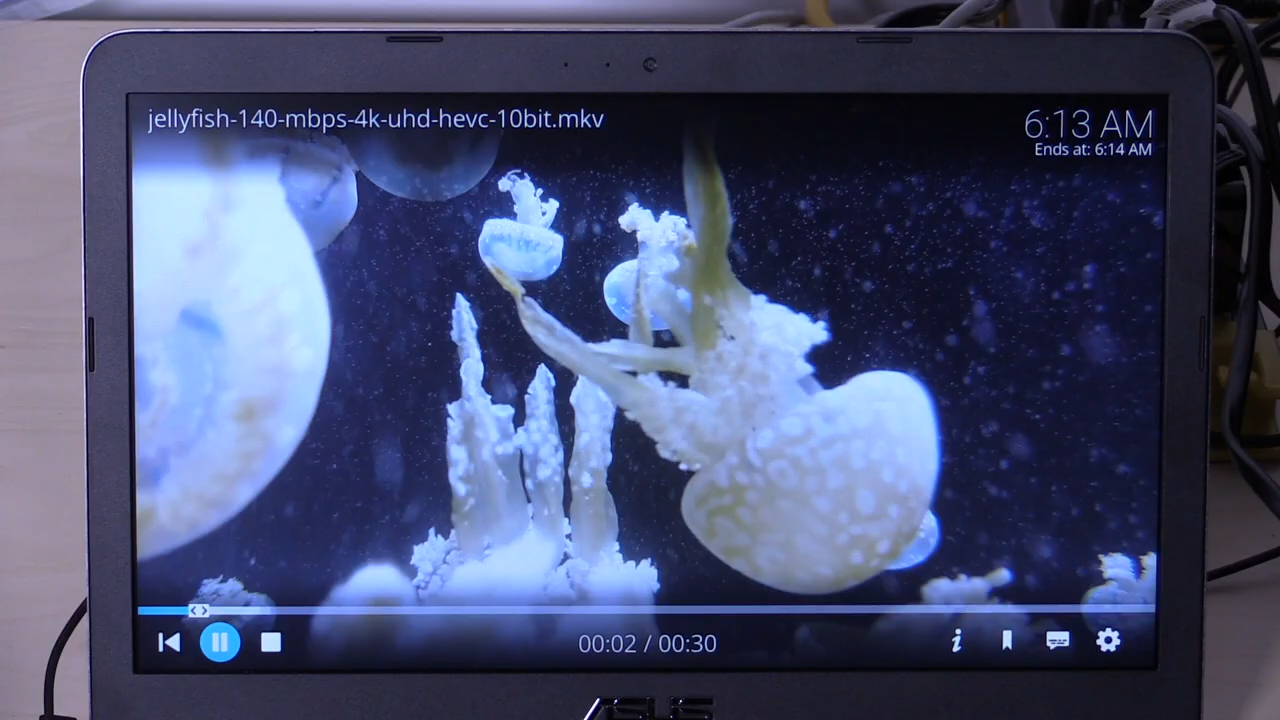 jellyfish-140-mbps-4k-uhd-hevc-10bit.mkv
6:13 AM
Ends at: 6:14 AM
00:02 / 00:30
ASUS